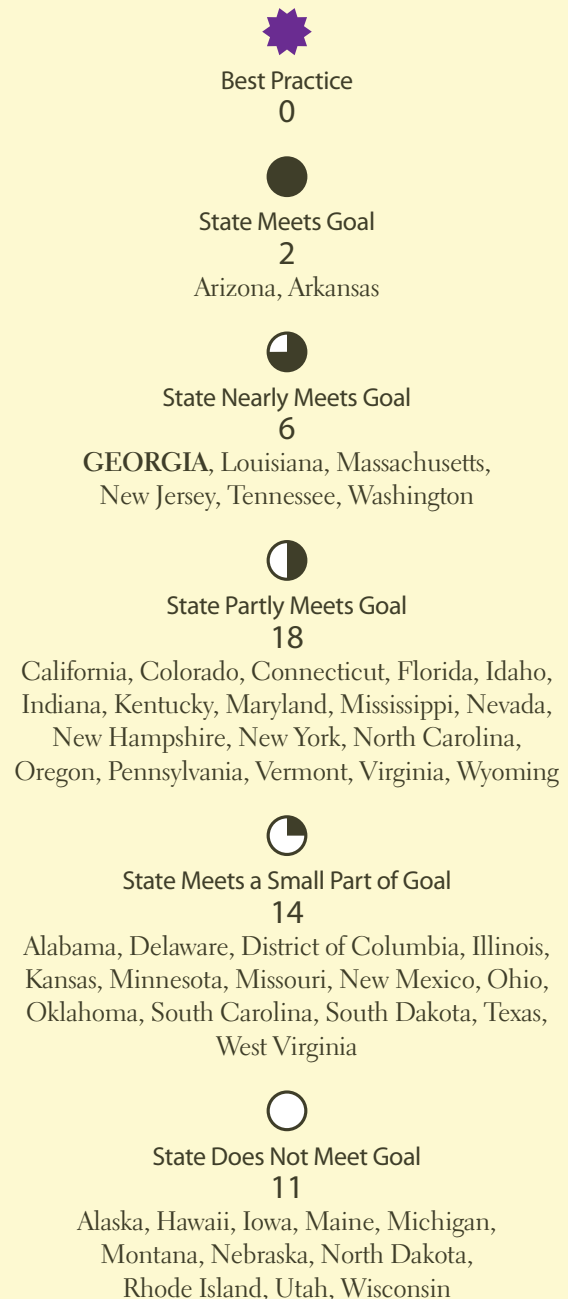 Best Practice
0
State Meets Goal
2
Arizona, Arkansas
State Nearly Meets Goal
6
GEORGIA, Louisiana, Massachusetts,
New Jersey, Tennessee, Washington
State Partly Meets Goal
18
California, Colorado, Connecticut, Florida, Idaho,
Indiana, Kentucky, Maryland, Mississippi, Nevada,
New Hampshire, New York, North Carolina,
Oregon, Pennsylvania, Vermont, Virginia, Wyoming
State Meets a Small Part of Goal
14
Alabama, Delaware, District of Columbia, Illinois,
Kansas, Minnesota, Missouri, New Mexico, Ohio,
Oklahoma, South Carolina, South Dakota, Texas,
West Virginia
State Does Not Meet Goal
11
Alaska, Hawaii, Iowa, Maine, Michigan,
Montana, Nebraska, North Dakota,
Rhode Island, Utah, Wisconsin